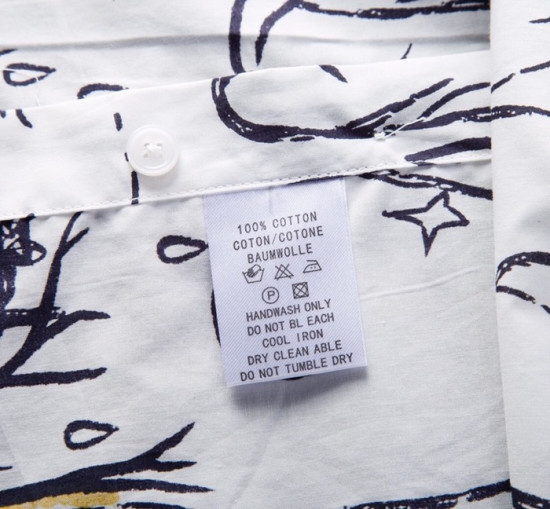 100% COTTON
COTON/COTONE
BAUMWOLLE
P
HANDWASH ONLY
DO NOT BL EACH
COOL IRON
DRY CLEAN ABLE
DO NOT TUMBLE DRY